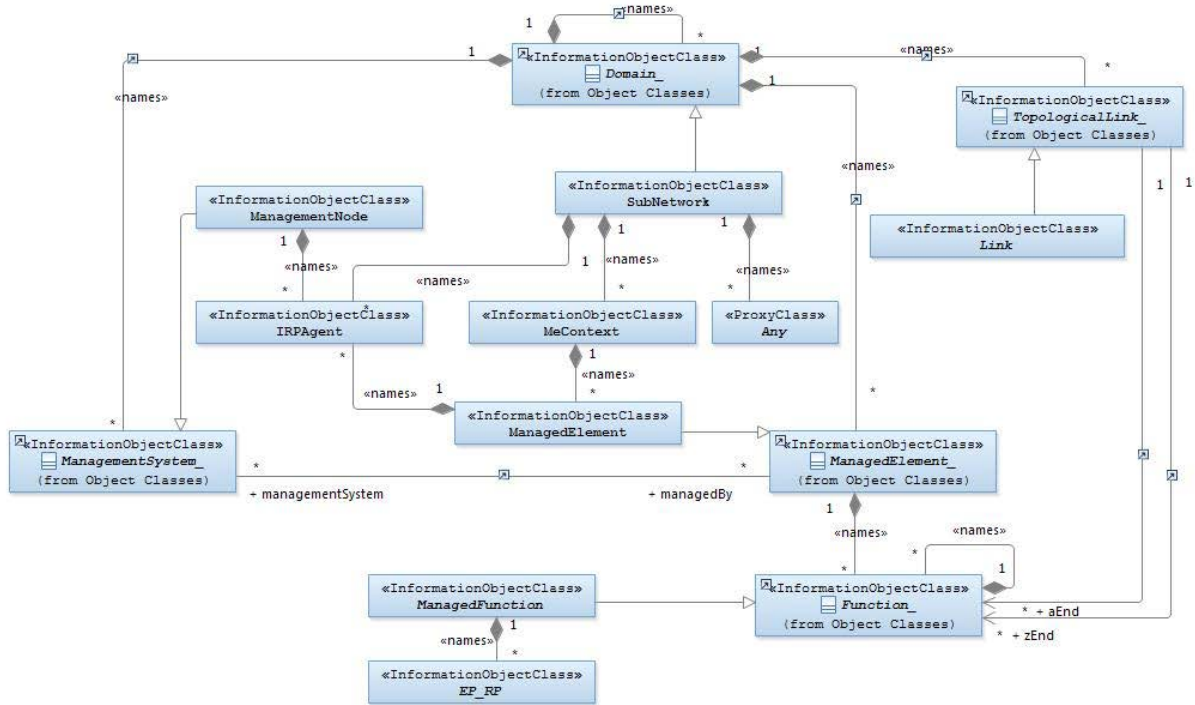 «names»
1
*
1
«InformationObjectClass»
Domain_
(from Object Classes)
1
«names»
*
1
«names»
«InformationObjectClass»
TopologicalLink_
(from Object Classes)
1
1
«names»
«InformationObjectClass»
SubNetwork
«InformationObjectClass»
ManagementNode
«InformationObjectClass»
Link
1
«names»
*
1
«names»
*
1
«names»
*
1
«names»
*
«InformationObjectClass»
IRPAgent
«InformationObjectClass»
MeContext
«ProxyClass»
Any
*
«names»
1
1
«names»
*
*
*
«InformationObjectClass»
ManagedElement
«InformationObjectClass»
ManagementSystem_
(from Object Classes)
«InformationObjectClass»
ManagedElement_
(from Object Classes)
*
+ managementSystem
*
+ managedBy
1
«names»
*
«names»
*
1
«InformationObjectClass»
ManagedFunction
«InformationObjectClass»
Function_
(from Object Classes)
* + aEnd
* + zEnd
1
«names»
*
«InformationObjectClass»
EP_RP